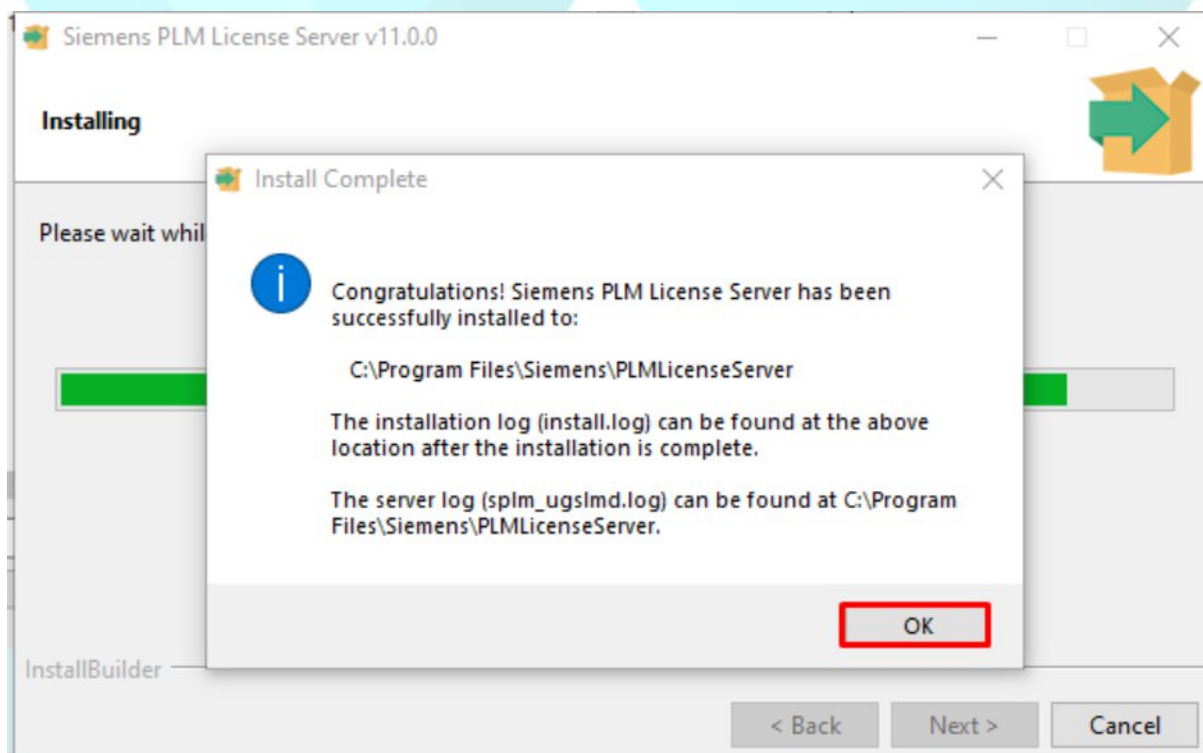 Siemens PLM License Server v11.0.0
Installing
Install Complete
Please wait whil
Congratulations! Siemens PLM License Server has been
successfully installed to:
C:\Program Files\Siemens\PLMLicenseServer
The installation log (install.log) can be found at the above
location after the installation is complete.
The server log (splm_ugslmd.log) can be found at C:\Program
Files\Siemens\PLMLicenseServer.
OK
InstallBuilder
< Back Next > Cancel